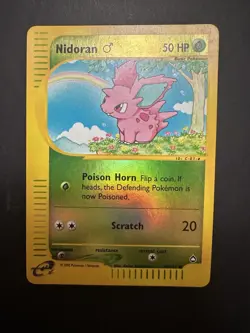 Nidoran ♂ 50 HP
Basic Pokémon
Poison Horn Flip a coin. If
heads, the Defending Pokémon is
now Poisoned.
Scratch 20
weakness resistance retreat cost
e